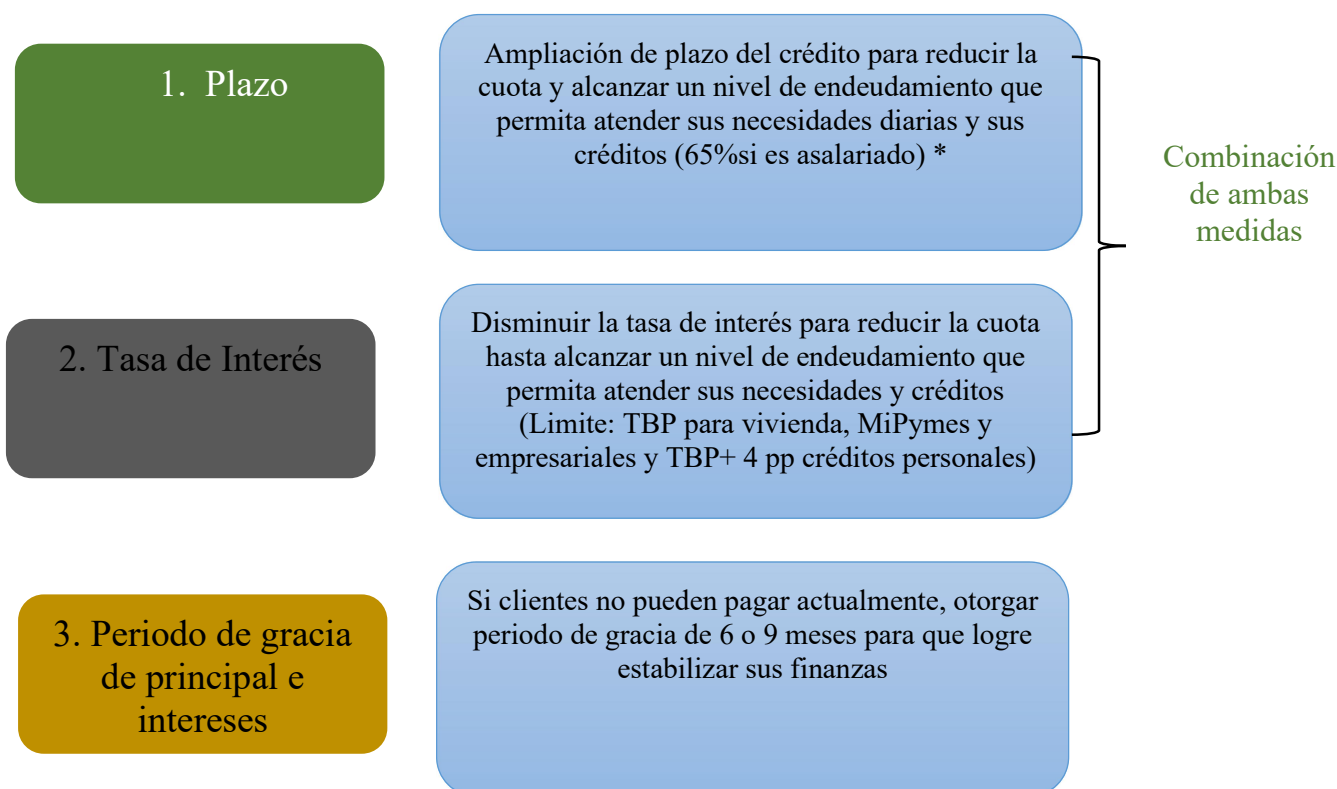 1. Plazo
Ampliación de plazo del crédito para reducir la
cuota y alcanzar un nivel de endeudamiento que
permita atender sus necesidades diarias y sus
créditos (65%si es asalariado) *
Combinación
de ambas
medidas
2. Tasa de Interés
Disminuir la tasa de interés para reducir la cuota
hasta alcanzar un nivel de endeudamiento que
permita atender sus necesidades y créditos
(Limite: TBP para vivienda, MiPymes y
empresariales y TBP+ 4 pp créditos personales)
3. Periodo de gracia
de principal e
intereses
Si clientes no pueden pagar actualmente, otorgar
periodo de gracia de 6 o 9 meses para que logre
estabilizar sus finanzas